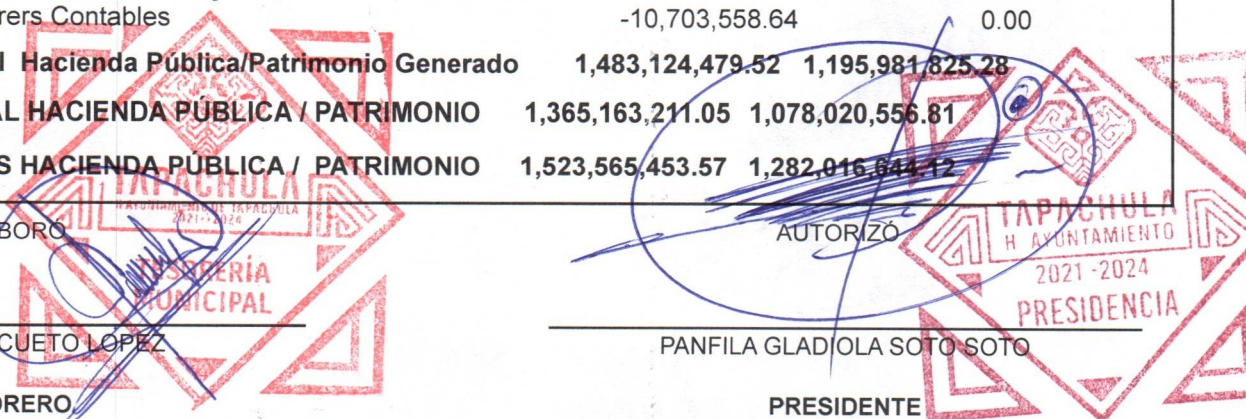 rers Contables -10,703,558.64 0.00
l Hacienda Pública/Patrimonio Generado 1,483,124,479.52 1,195,981,825.28
AL HACIENDA PÚBLICA / PATRIMONIO 1,365,163,211.05 1,078,020,556.81
S HACIENDA PÚBLICA / PATRIMONIO 1,523,565,453.57 1,282,016,644.12
TAPACHULA
H AYUNTAMIENTO DE TAPACHULA
2021-2024
TESORERÍA
MUNICIPAL
TAPACHULA
H AYUNTAMIENTO
2021-2024
PRESIDENCIA
BORÓ AUTORIZÓ
CUETO LOPEZ PANFILA GLADIOLA SOTO SOTO
ORERO PRESIDENTE